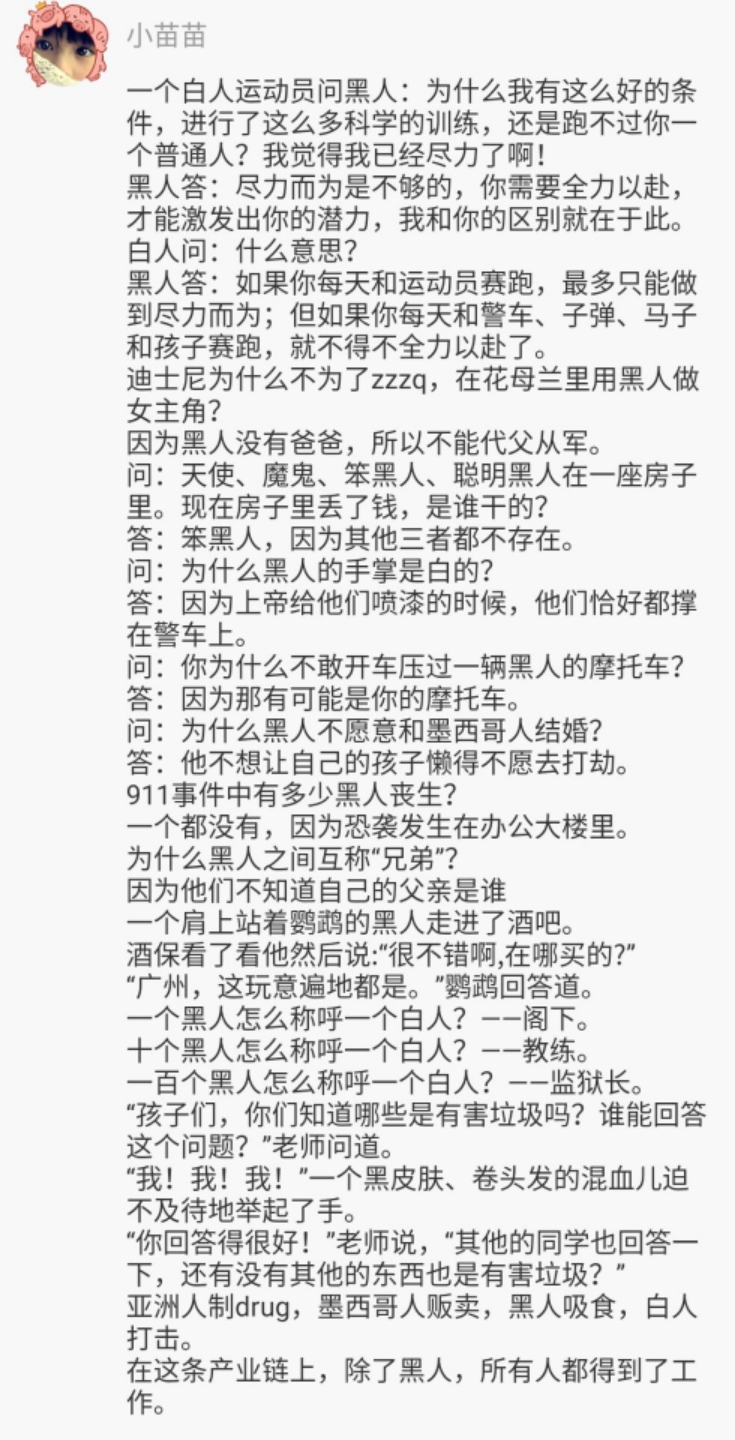 小苗苗
一个白人运动员问黑人：为什么我有这么好的条
件，进行了这么多科学的训练，还是跑不过你一
个普通人？我觉得我已经尽力了啊！
黑人答：尽力而为是不够的，你需要全力以赴，
才能激发出你的潜力，我和你的区别就在于此。
白人问：什么意思？
黑人答：如果你每天和运动员赛跑，最多只能做
到尽力而为；但如果你每天和警车、子弹、马子
和孩子赛跑，就不得不全力以赴了。
迪士尼为什么不为了zzzq，在花母兰里用黑人做
女主角？
因为黑人没有爸爸，所以不能代父从军。
问：天使、魔鬼、笨黑人、聪明黑人在一座房子
里。现在房子里丢了钱，是谁干的？
答：笨黑人，因为其他三者都不存在。
问：为什么黑人的手掌是白的？
答：因为上帝给他们喷漆的时候，他们恰好都撑
在警车上。
问：你为什么不敢开车压过一辆黑人的摩托车？
答：因为那有可能是你的摩托车。
问：为什么黑人不愿意和墨西哥人结婚？
答：他不想让自己的孩子懒得不愿去打劫。
911事件中有多少黑人丧生？
一个都没有，因为恐袭发生在办公大楼里。
为什么黑人之间互称“兄弟”？
因为他们不知道自己的父亲是谁
一个肩上站着鹦鹉的黑人走进了酒吧。
酒保看了看他然后说:“很不错啊,在哪买的?”
“广州，这玩意遍地都是。”鹦鹉回答道。
一个黑人怎么称呼一个白人？——阁下。
十个黑人怎么称呼一个白人？——教练。
一百个黑人怎么称呼一个白人？——监狱长。
“孩子们，你们知道哪些是有害垃圾吗？谁能回答
这个问题？”老师问道。
“我！我！我！”一个黑皮肤、卷头发的混血儿迫
不及待地举起了手。
“你回答得很好！”老师说，“其他的同学也回答一
下，还有没有其他的东西也是有害垃圾？”
亚洲人制drug，墨西哥人贩卖，黑人吸食，白人
打击。
在这条产业链上，除了黑人，所有人都得到了工
作。